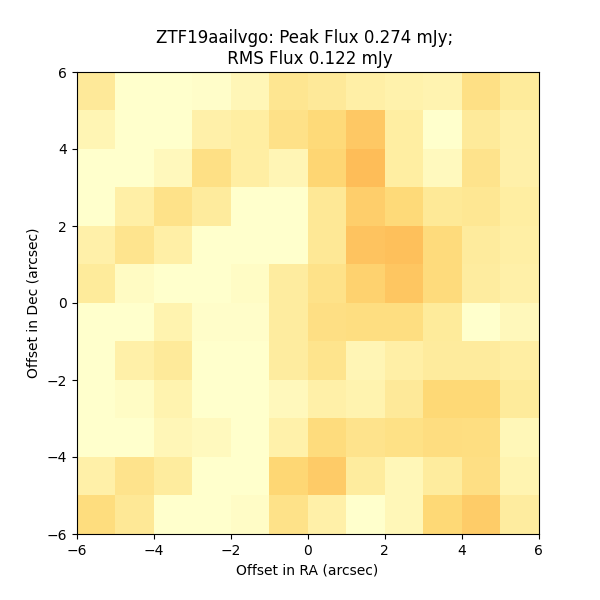 ZTF19aailvgo: Peak Flux 0.274 mJy;
RMS Flux 0.122 mJy
6
4
2
0
−2
−4
−6
Offset in Dec (arcsec)
−6 −4 −2 0 2 4 6
Offset in RA (arcsec)